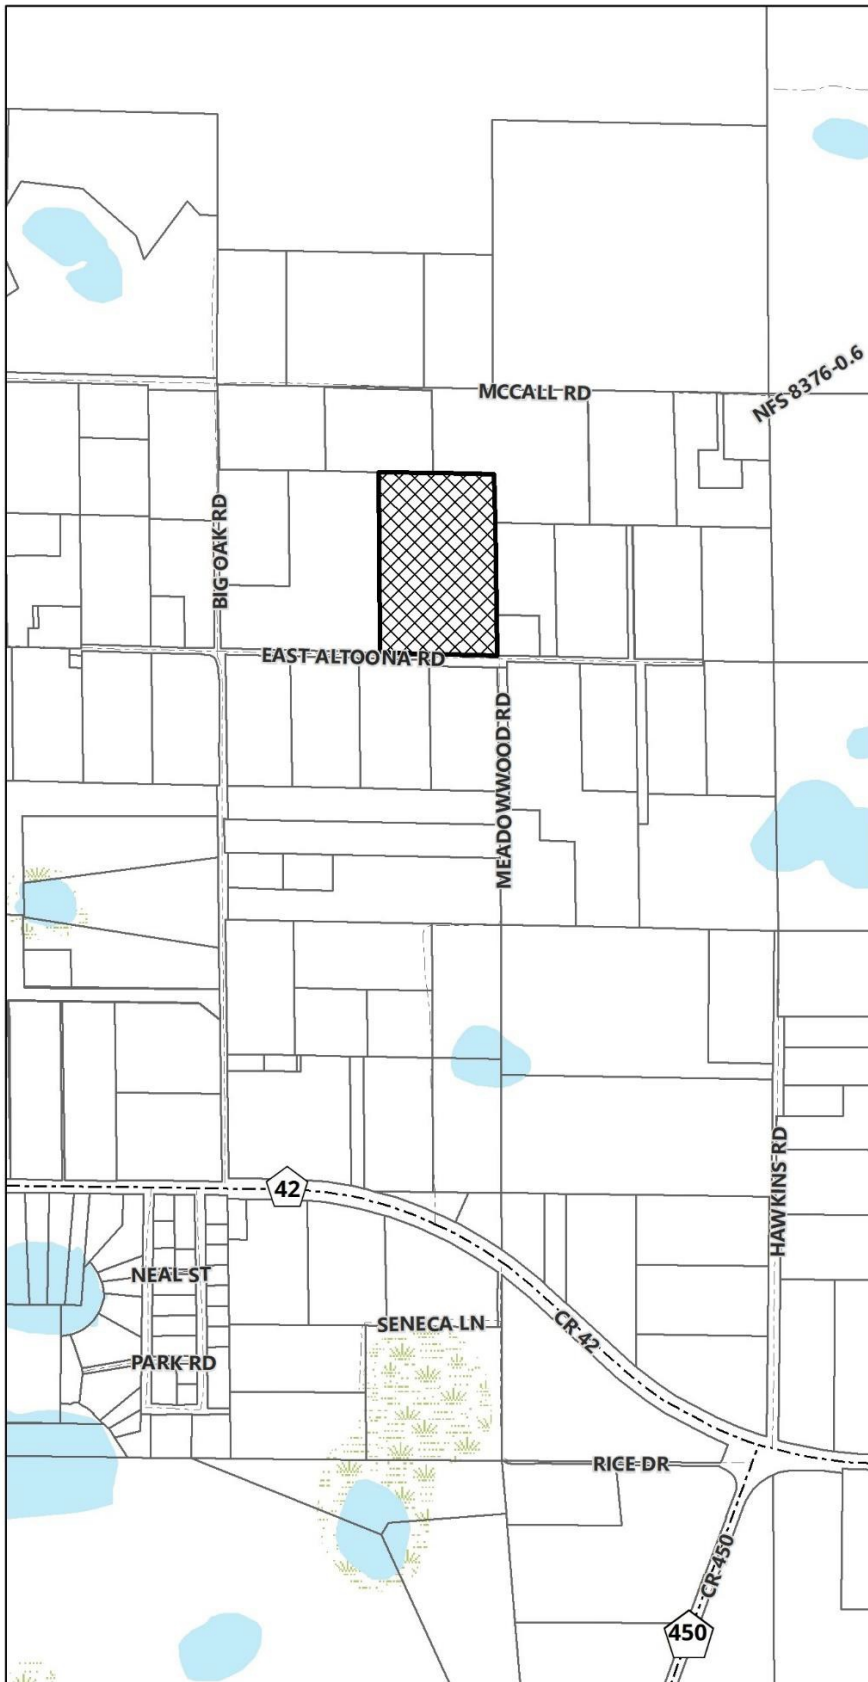 MCCALL RD
NFS 8376-0.6
BIG OAK RD
EAST ALTOONA RD
MEADOWWOOD RD
HAWKINS RD
42
NEAL ST
SENECA LN
CR 42
PARK RD
RICE DR
CR-450
450